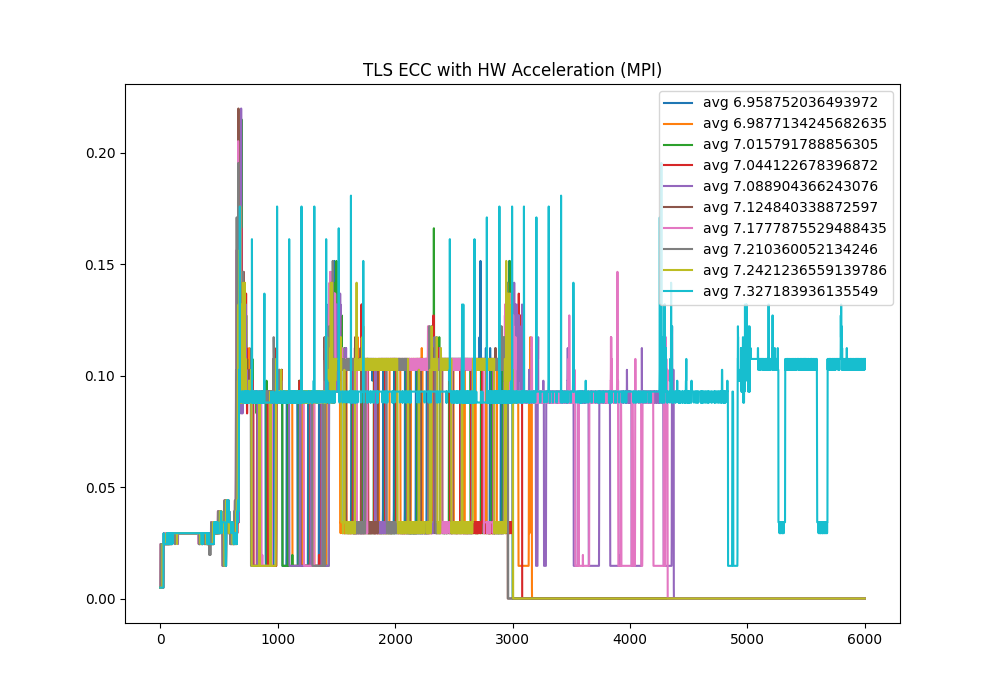 TLS ECC with HW Acceleration (MPI)
avg 6.958752036493972
avg 6.9877134245682635
avg 7.015791788856305
avg 7.044122678396872
avg 7.088904366243076
avg 7.124840338872597
avg 7.1777875529488435
avg 7.210360052134246
avg 7.2421236559139786
avg 7.327183936135549
0.20
0.15
0.10
0.05
0.00
0 1000 2000 3000 4000 5000 6000